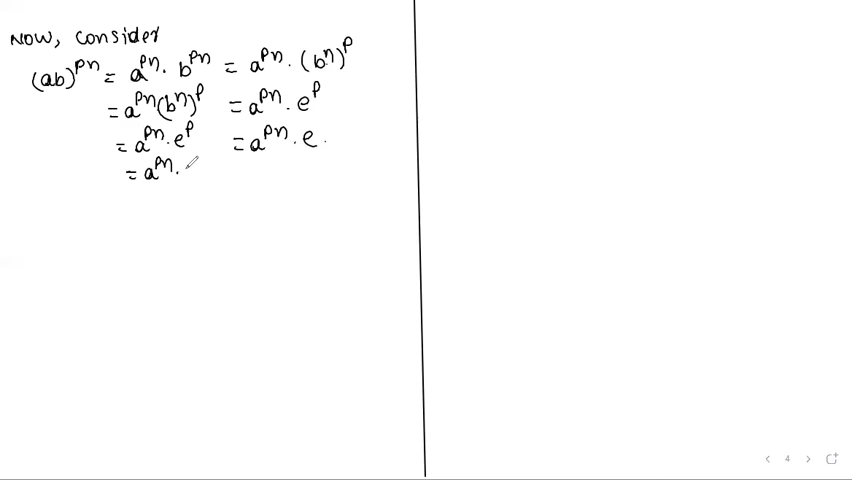 Now, consider
(ab)^{pn} = a^{pn} · b^{pn} = a^{pn} · (b^n)^p
= a^{pn} (b^n)^p = a^{pn} · e^p
= a^{pn} · e^p = a^{pn} · e.
= a^{pn} ·
4